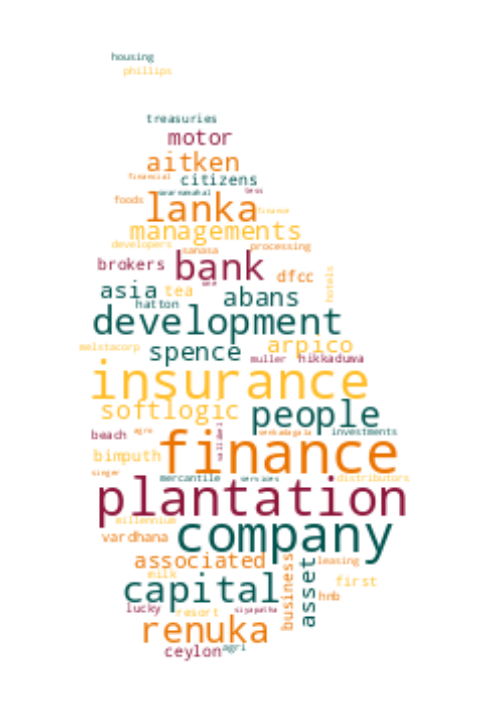 housing
phillips
treasuries
motor
aitken
financial citizens
swarnamahal less
foods lanka finance
managements
developers sanasa processing
brokers bank dfcc hotels
asia tea abans
hatton
development
melstacorp spence arpico
muller hikkaduwa
insurance
softlogic people
beach agro senkadagala investments
bimputh finance
singer mercantile services distributors
plantation
millennium company
vardhana
associated business asset leasing
milk
capital first
hnb
lucky resort siyapatha
renuka
ceylon agri